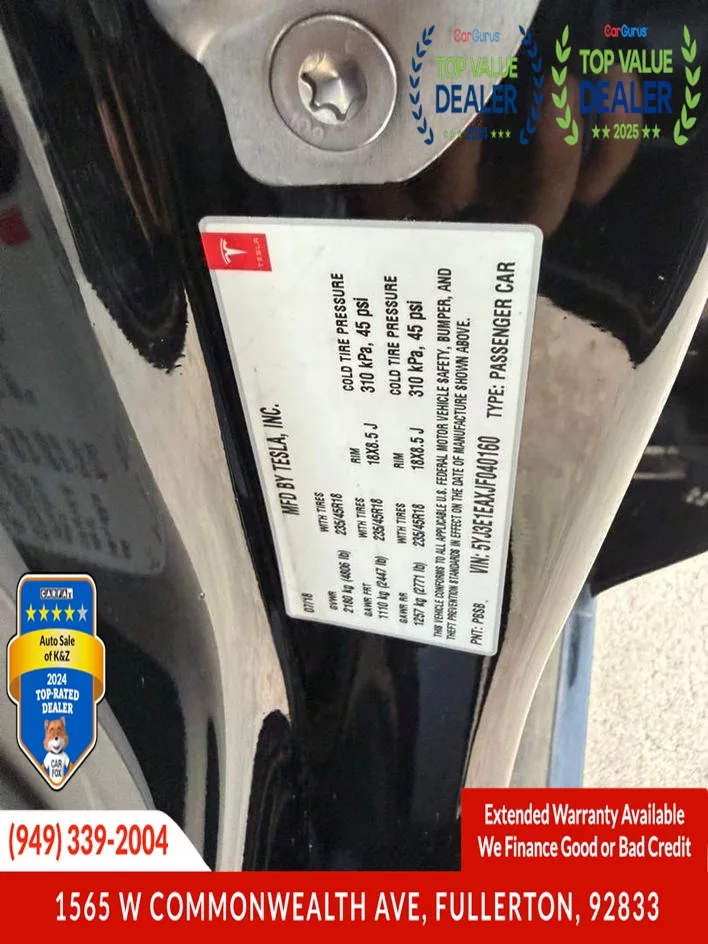 CarGurus
TOP VALUE
DEALER
CarGurus
TOP VALUE
DEALER
★★ 2025 ★★
TESLA
MFD BY TESLA, INC.
07/18
GVWR
2180 kg (4806 lb)
WITH TIRES
235/45R18
COLD TIRE PRESSURE
GAWR FRT
1110 kg (2447 lb)
WITH TIRES
235/45R18
RIM
18X8.5 J
310 kPa, 45 psi
COLD TIRE PRESSURE
GAWR RR
1257 kg (2771 lb)
WITH TIRES
235/45R18
RIM
18X8.5 J
310 kPa, 45 psi
THIS VEHICLE CONFORMS TO ALL APPLICABLE U.S. FEDERAL MOTOR VEHICLE SAFETY, BUMPER, AND
THEFT PREVENTION STANDARDS IN EFFECT ON THE DATE OF MANUFACTURE SHOWN ABOVE.
PNT: PBSB VIN: 5YJ3E1EAXJF040160 TYPE: PASSENGER CAR
CARFAX
Auto Sale
of K&Z
2024
TOP-RATED
DEALER
CAR
FOX
(949) 339-2004
Extended Warranty Available
We Finance Good or Bad Credit
1565 W COMMONWEALTH AVE, FULLERTON, 92833